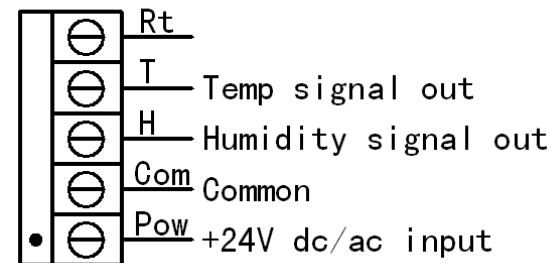 Rt
T Temp signal out
H Humidity signal out
Com Common
Pow +24V dc/ac input